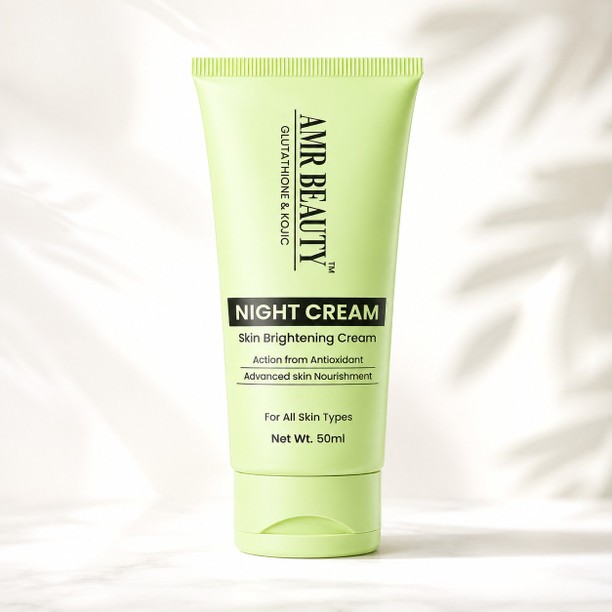 AMR BEAUTY™
GLUTATHIONE & KOJIC
NIGHT CREAM
Skin Brightening Cream
Action from Antioxidant
Advanced skin Nourishment
For All Skin Types
Net Wt. 50ml